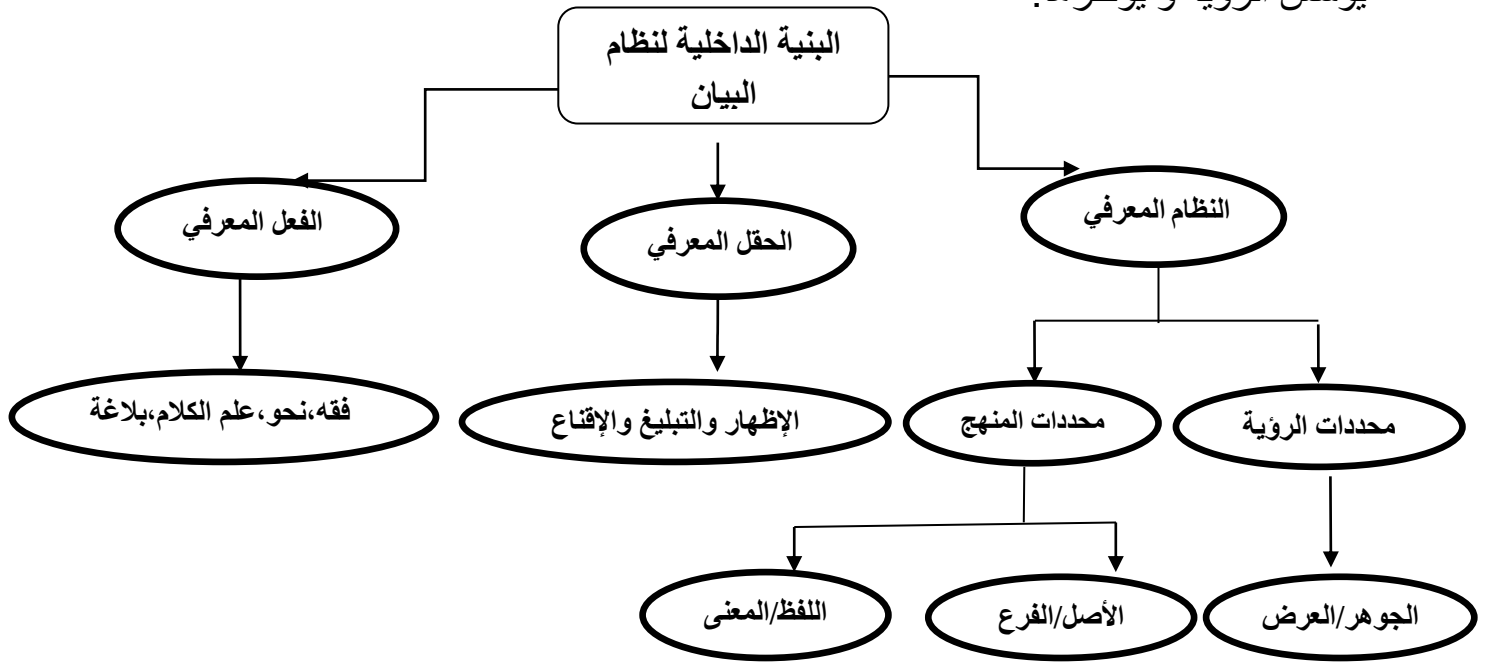 البنية الداخلية لنظام
البيان
النظام المعرفي
الحقل المعرفي
الفعل المعرفي
محددات الرؤية
محددات المنهج
الإظهار والتبليغ والإقناع
فقه،نحو،علم الكلام،بلاغة
الجوهر/العرض
الأصل/الفرع
اللفظ/المعنى